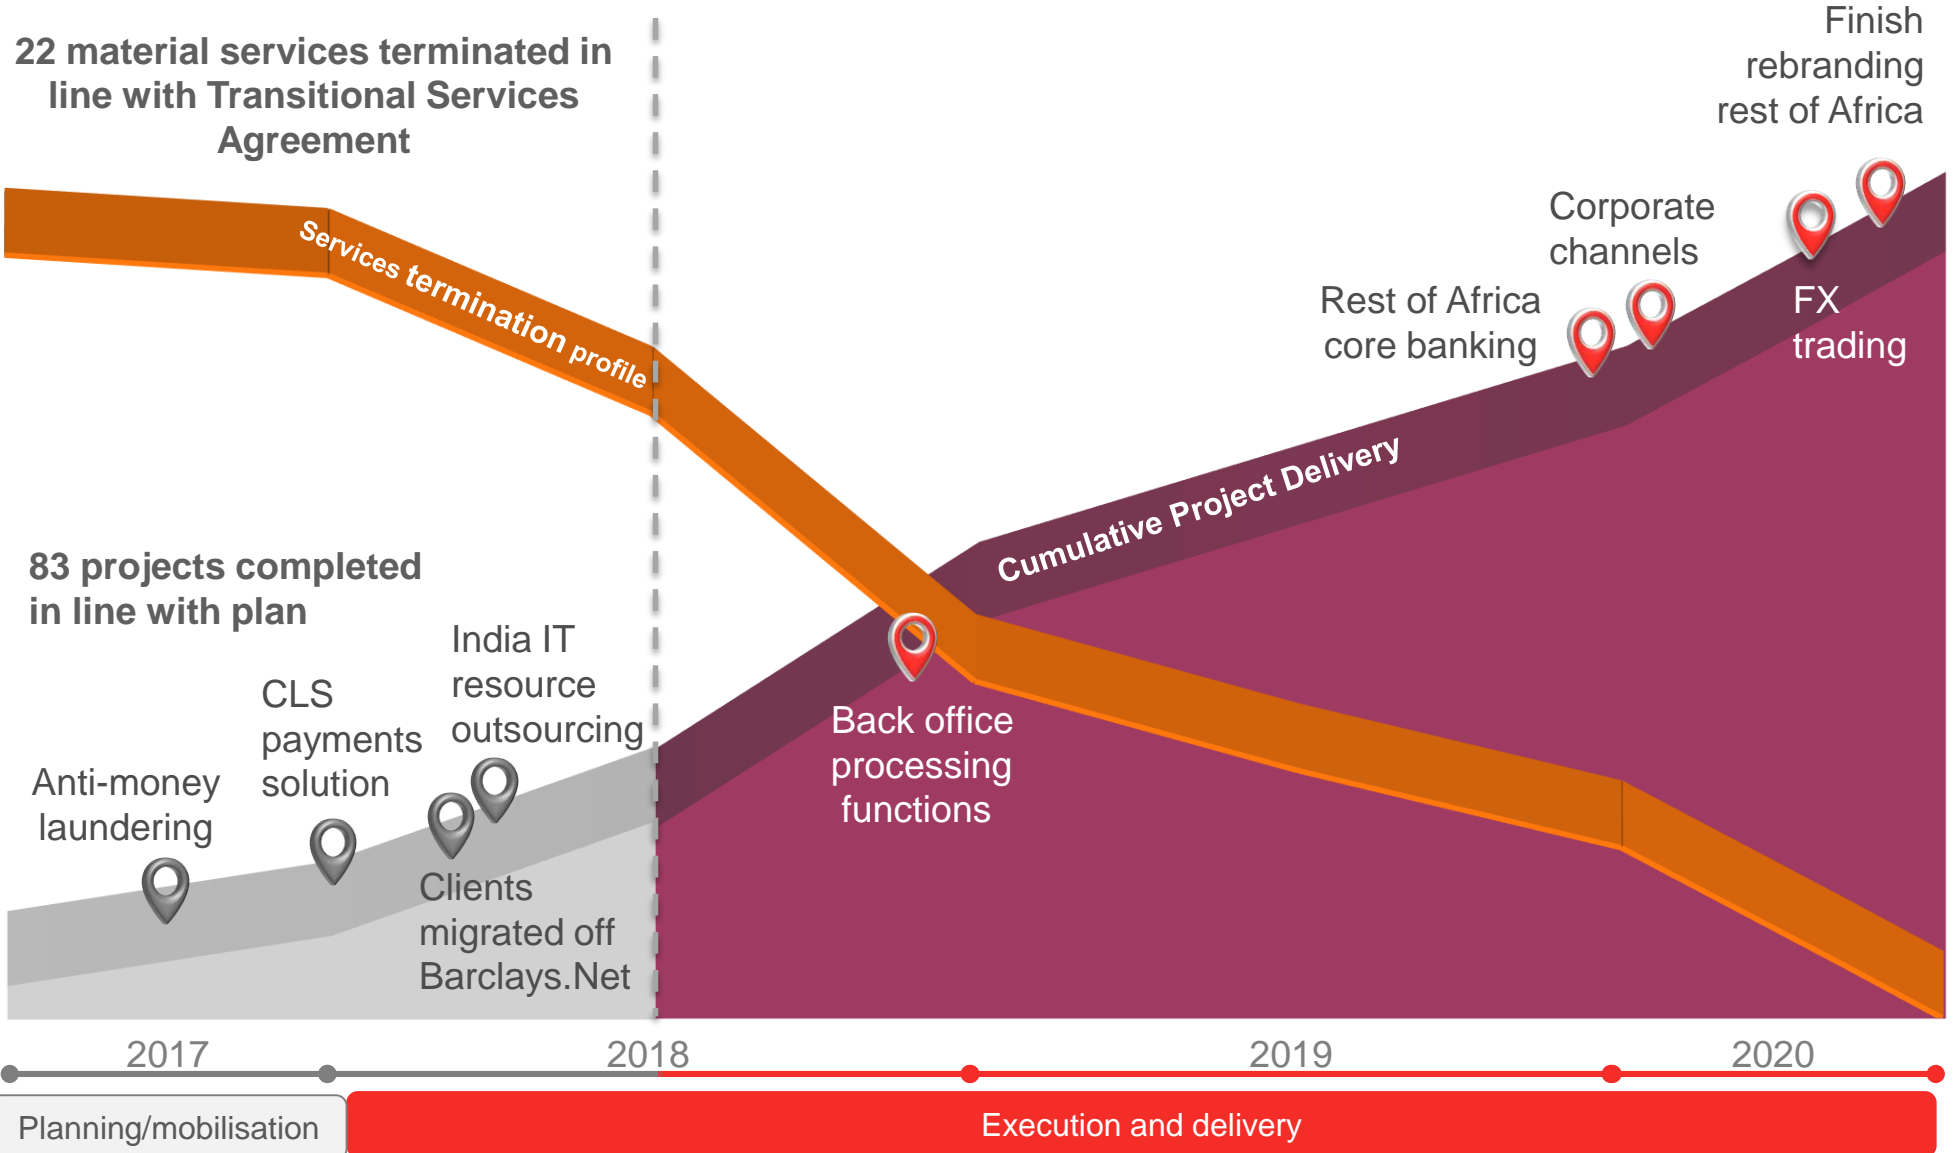 22 material services terminated in
line with Transitional Services
Agreement
Finish
rebranding
rest of Africa
Services termination profile
Corporate
channels
Rest of Africa
core banking
FX
trading
Cumulative Project Delivery
83 projects completed
in line with plan
India IT
resource
outsourcing
CLS
payments
solution
Anti-money
laundering
Back office
processing
functions
Clients
migrated off
Barclays.Net
2017
2018
2019
2020
Planning/mobilisation
Execution and delivery